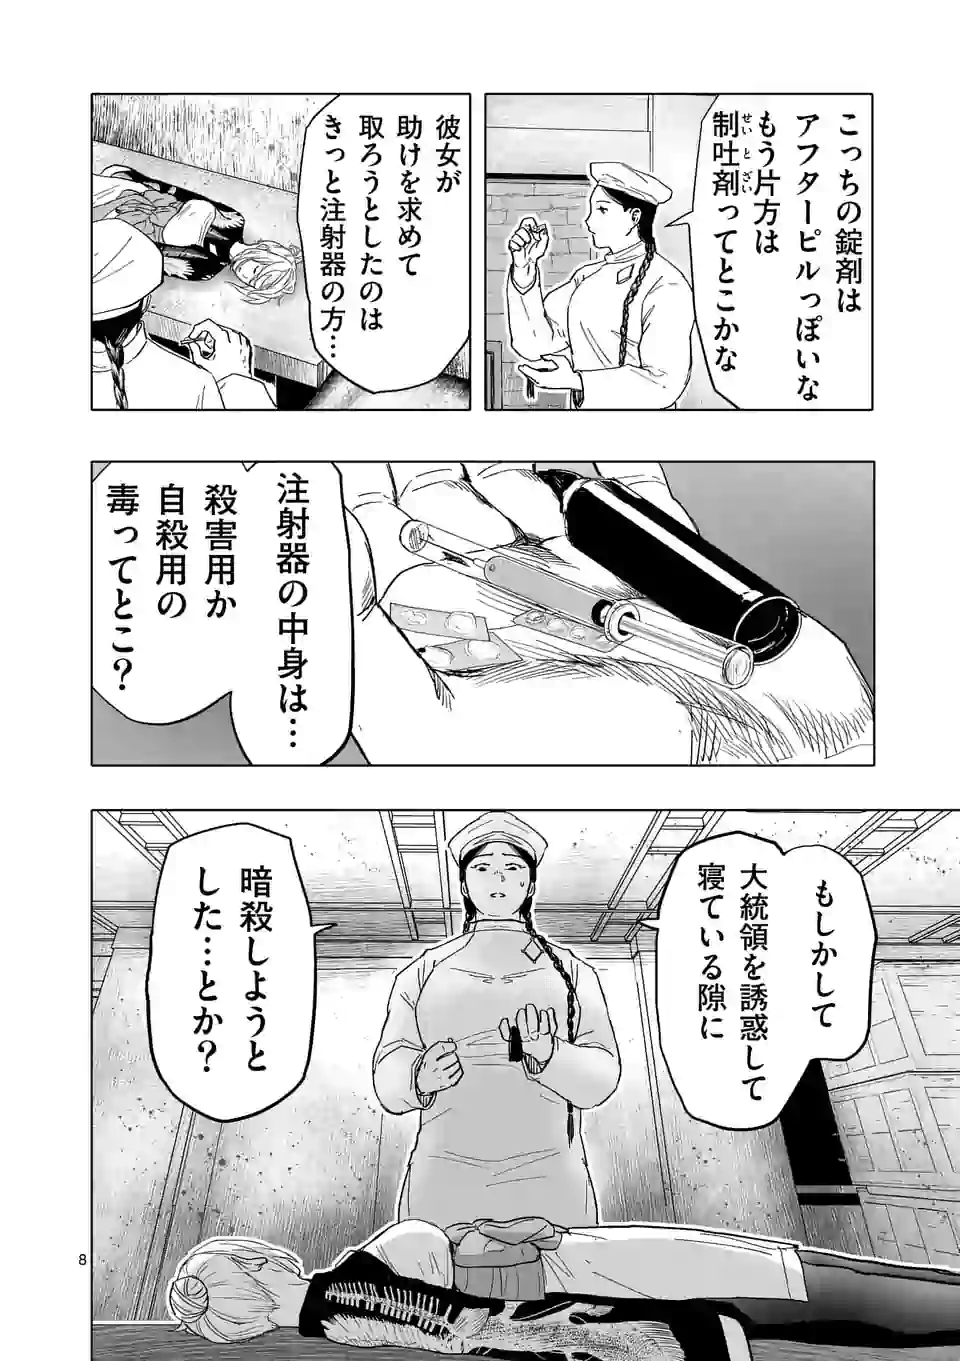 こっちの錠剤は
アフターピルっぽいな
もう片方は
制吐剤ってとこかな
せいとざい
彼女が
助けを求めて
取ろうとしたのは
きっと注射器の方…
注射器の中身は…
殺害用か
自殺用の
毒ってとこ？
もしかして
大統領を誘惑して
寝ている隙に
暗殺しようと
した…とか？
8